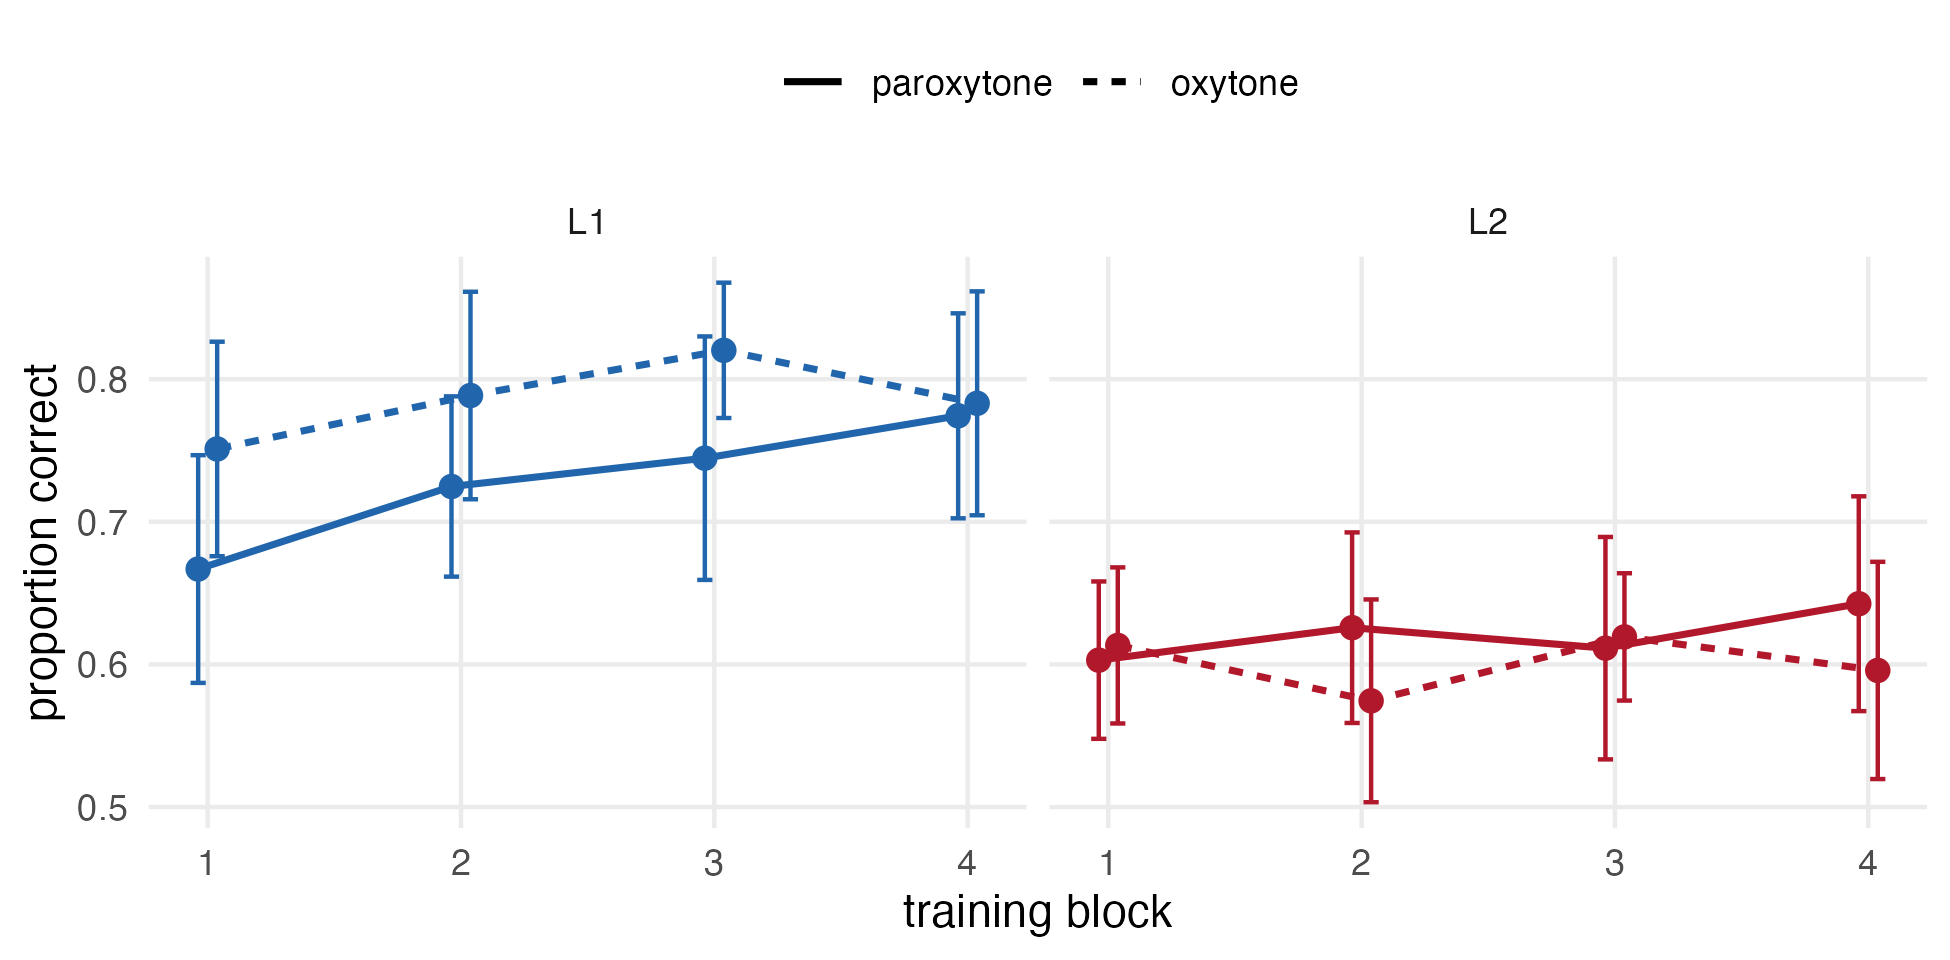 paroxytone oxytone
L1 L2
proportion correct
0.8
0.7
0.6
0.5
1 2 3 4 1 2 3 4
training block